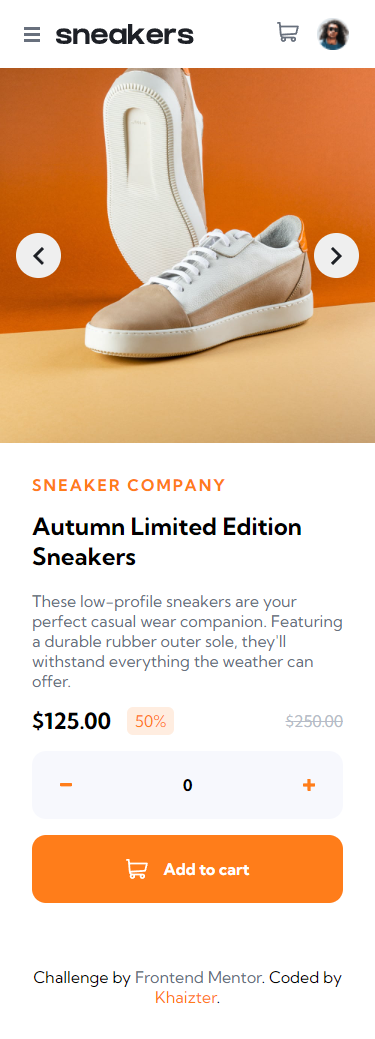 sneakers
SNEAKER COMPANY
Autumn Limited Edition
Sneakers
These low-profile sneakers are your
perfect casual wear companion. Featuring
a durable rubber outer sole, they'll
withstand everything the weather can
offer.
$125.00 50% $250.00
0
Add to cart
Challenge by Frontend Mentor. Coded by
Khaizter.